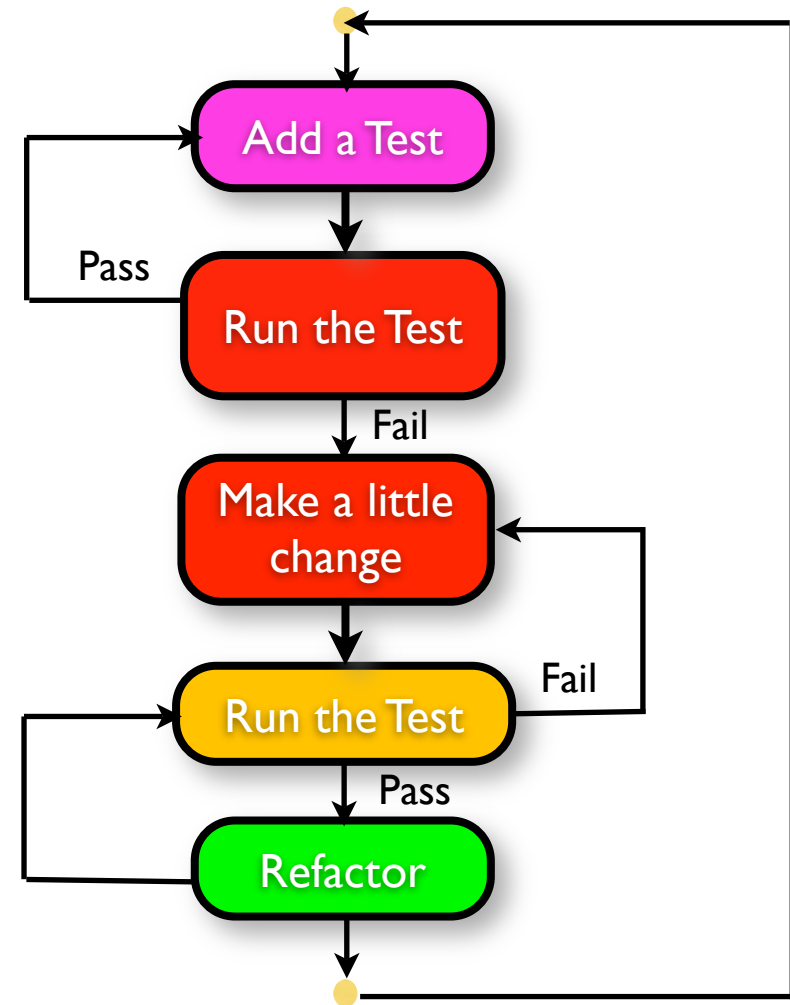 Add a Test
Pass
Run the Test
Fail
Make a little
change
Fail
Run the Test
Pass
Refactor